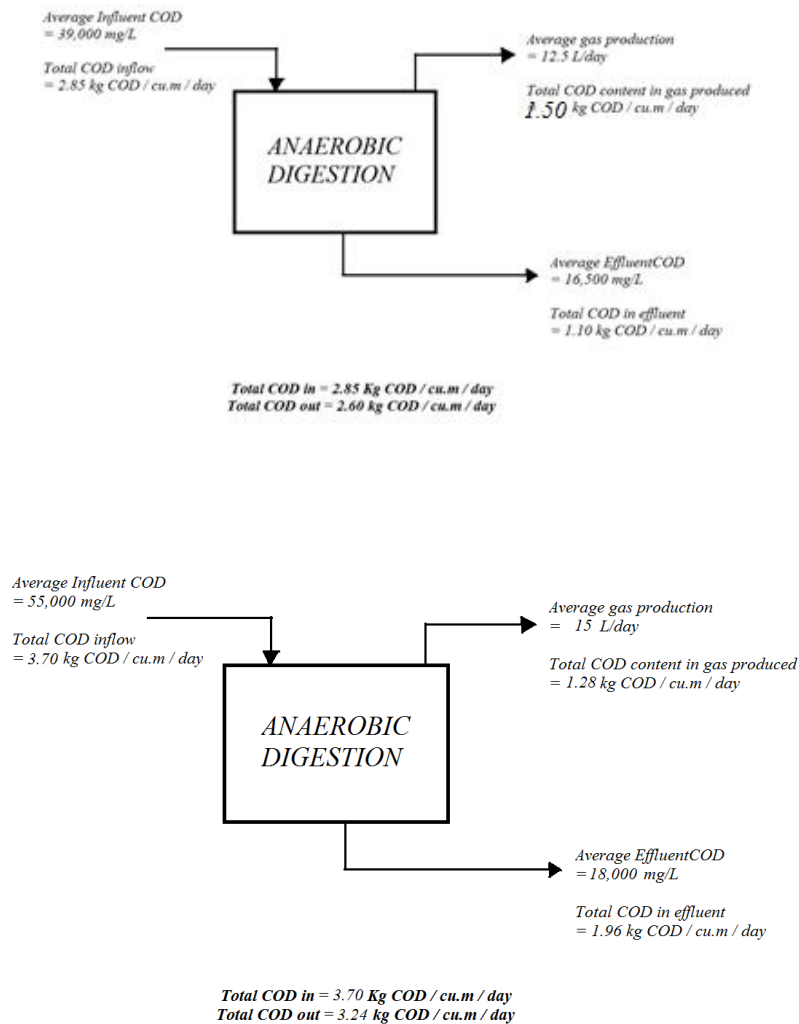 Average Influent COD
= 39,000 mg/L
Total COD inflow
= 2.85 kg COD / cu.m / day
Average gas production
= 12.5 L/day
Total COD content in gas produced
1.50 kg COD / cu.m / day
ANAEROBIC
DIGESTION
Average EffluentCOD
= 16,500 mg/L
Total COD in effluent
= 1.10 kg COD / cu.m / day
Total COD in = 2.85 Kg COD / cu.m / day
Total COD out = 2.60 kg COD / cu.m / day
Average Influent COD
= 55,000 mg/L
Total COD inflow
= 3.70 kg COD / cu.m / day
Average gas production
= 15 L/day
Total COD content in gas produced
= 1.28 kg COD / cu.m / day
ANAEROBIC
DIGESTION
Average EffluentCOD
= 18,000 mg/L
Total COD in effluent
= 1.96 kg COD / cu.m / day
Total COD in = 3.70 Kg COD / cu.m / day
Total COD out = 3.24 kg COD / cu.m / day